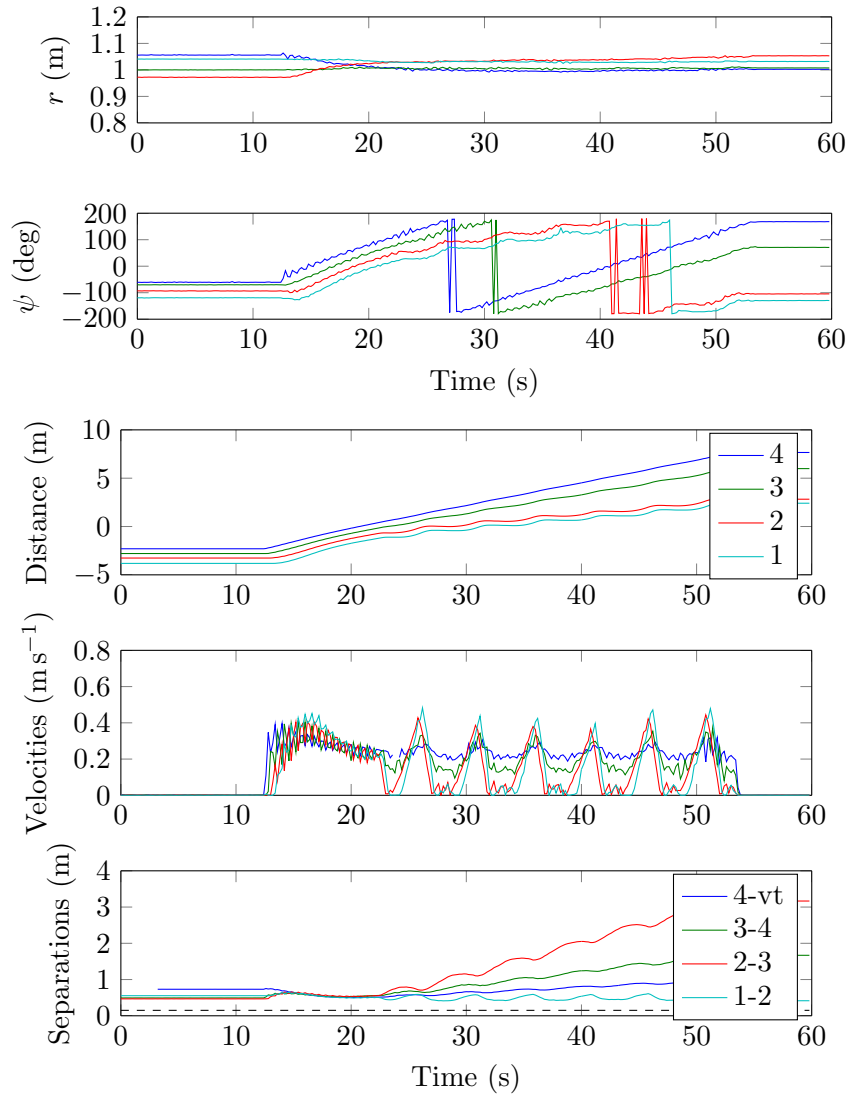 1.2
1.1
1
0.9
0.8
r (m)
0 10 20 30 40 50 60
200
100
0
−100
−200
ψ (deg)
0 10 20 30 40 50 60
Time (s)
10
5
0
−5
Distance (m)
4
3
2
1
0 10 20 30 40 50 60
0.8
0.6
0.4
0.2
0
Velocities (m s⁻¹)
0 10 20 30 40 50 60
4
3
2
1
0
Separations (m)
4-vt
3-4
2-3
1-2
0 10 20 30 40 50 60
Time (s)